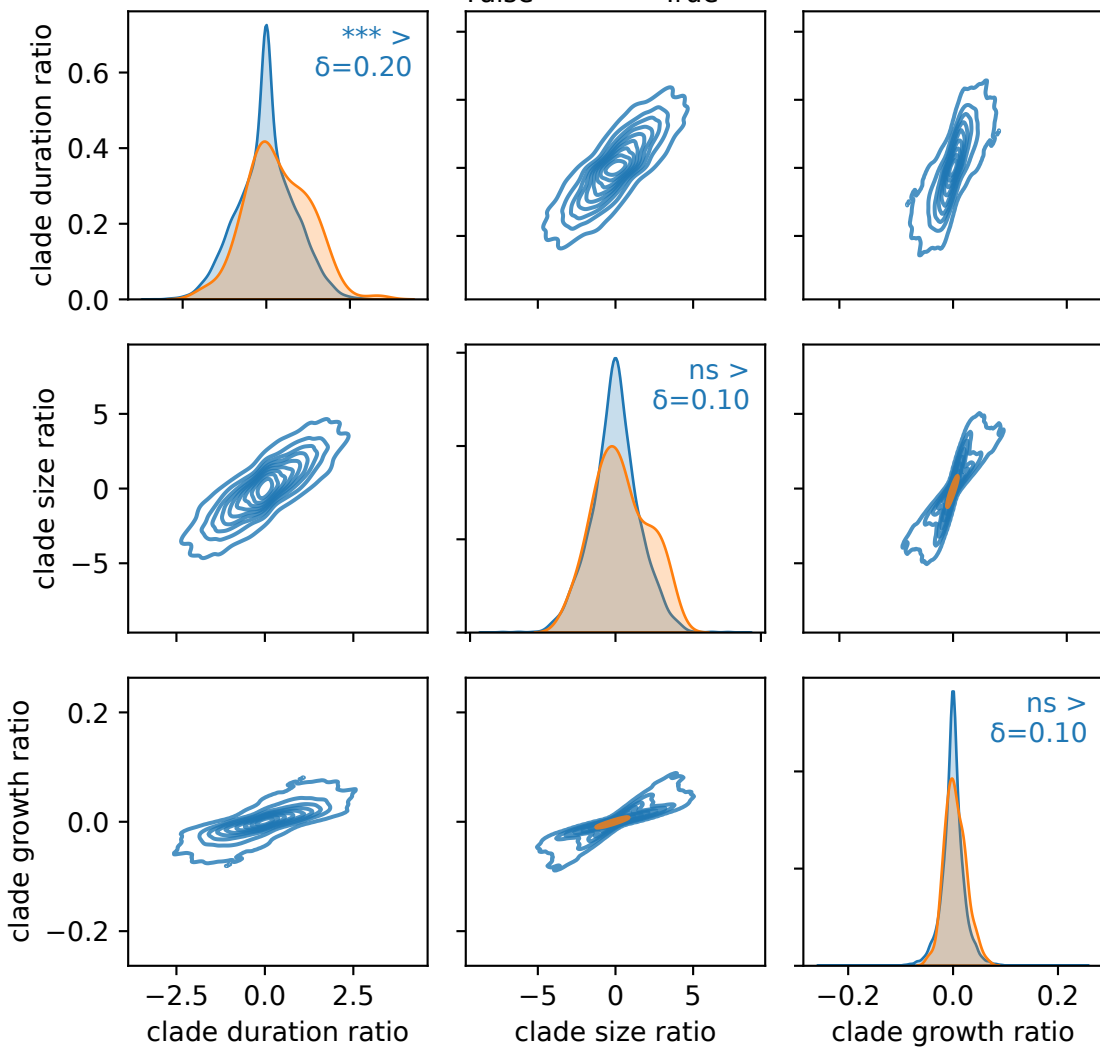 True
clade duration ratio
0.6
0.4
0.2
0.0
*** >
δ=0.20
clade size ratio
5
0
−5
ns >
δ=0.10
clade growth ratio
0.2
0.0
−0.2
ns >
δ=0.10
−2.5 0.0 2.5
−5 0 5
−0.2 0.0 0.2
clade duration ratio
clade size ratio
clade growth ratio